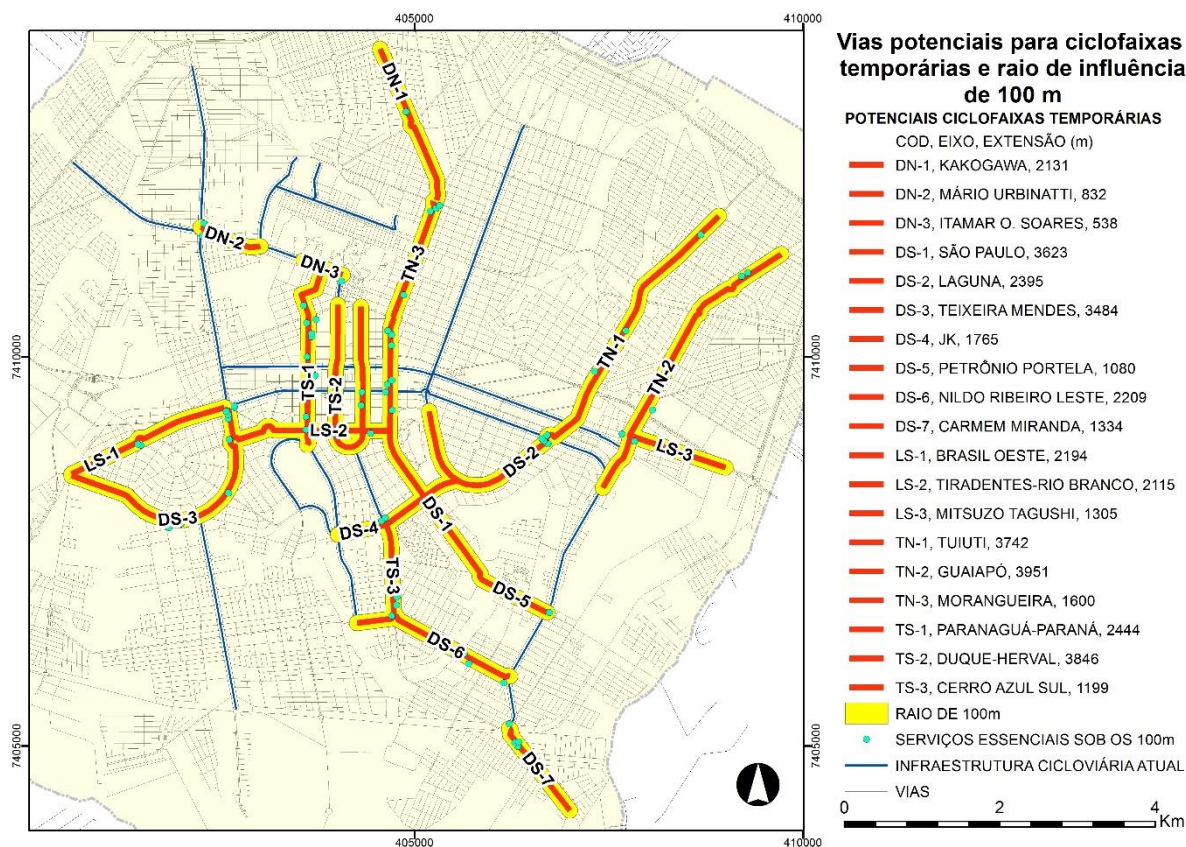 405000
410000
7410000
7410000
7405000
7405000
405000
410000
DN-1
DN-2
DN-3
TN-3
TN-1
TN-2
TS-1
TS-2
LS-1
LS-2
LS-3
DS-2
DS-3
DS-4
DS-1
TS-3
DS-5
DS-6
DS-7
Vias potenciais para ciclofaixas
temporárias e raio de influência
de 100 m
POTENCIAIS CICLOFAIXAS TEMPORÁRIAS
COD, EIXO, EXTENSÃO (m)
DN-1, KAKOGAWA, 2131
DN-2, MÁRIO URBINATTI, 832
DN-3, ITAMAR O. SOARES, 538
DS-1, SÃO PAULO, 3623
DS-2, LAGUNA, 2395
DS-3, TEIXEIRA MENDES, 3484
DS-4, JK, 1765
DS-5, PETRÔNIO PORTELA, 1080
DS-6, NILDO RIBEIRO LESTE, 2209
DS-7, CARMEM MIRANDA, 1334
LS-1, BRASIL OESTE, 2194
LS-2, TIRADENTES-RIO BRANCO, 2115
LS-3, MITSUZO TAGUSHI, 1305
TN-1, TUIUTI, 3742
TN-2, GUAIAPÓ, 3951
TN-3, MORANGUEIRA, 1600
TS-1, PARANAGUÁ-PARANÁ, 2444
TS-2, DUQUE-HERVAL, 3846
TS-3, CERRO AZUL SUL, 1199
RAIO DE 100m
SERVIÇOS ESSENCIAIS SOB OS 100m
INFRAESTRUTURA CICLOVIÁRIA ATUAL
VIAS
0 2 4
Km